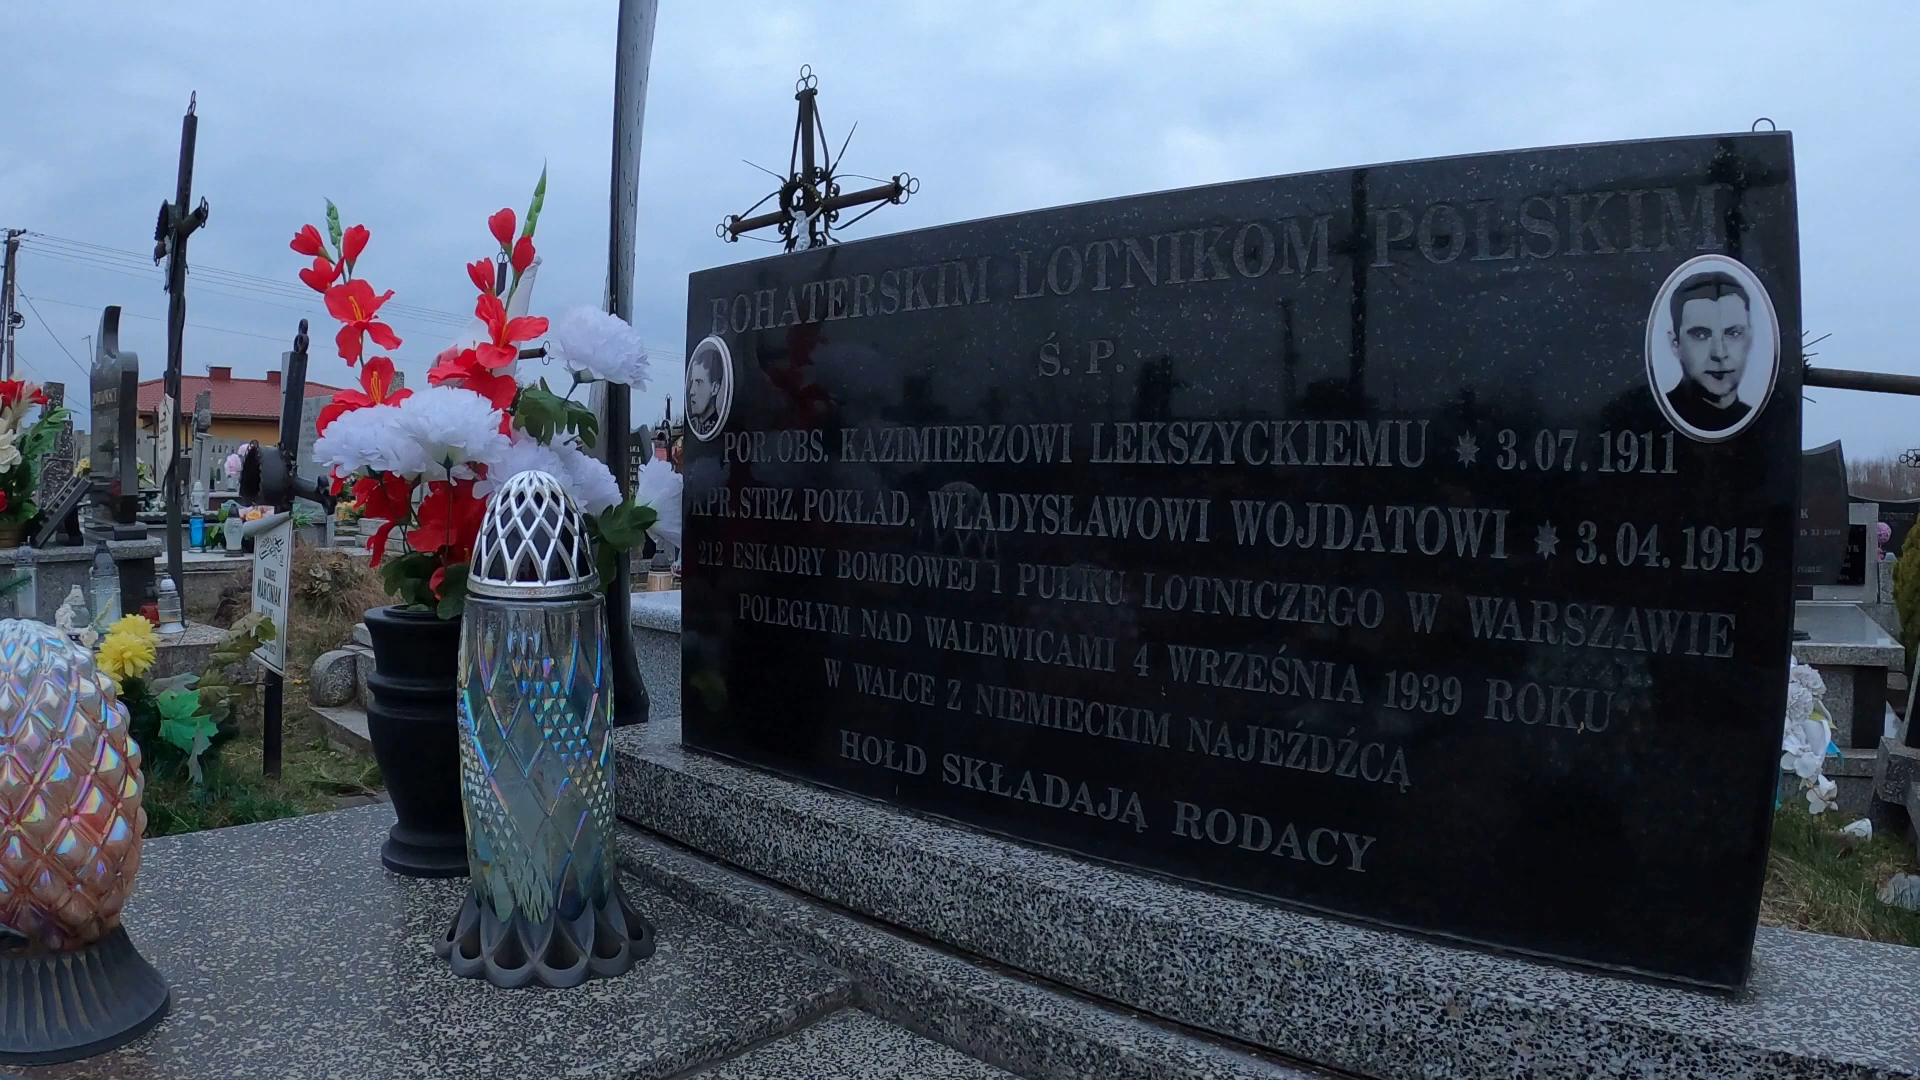 BOHATERSKIM LOTNIKOM POLSKIM
Ś. P.
POR. OBS. KAZIMIERZOWI LEKSZYCKIEMU * 3.07.1911
KPR. STRZ. POKŁAD. WŁADYSŁAWOWI WOJDATOWI * 3.04.1915
212 ESKADRY BOMBOWEJ 1 PUŁKU LOTNICZEGO W WARSZAWIE
POLEGŁYM NAD WALEWICAMI 4 WRZEŚNIA 1939 ROKU
W WALCE Z NIEMIECKIM NAJEŹDŹCĄ
HOŁD SKŁADAJĄ RODACY
MARCINIAK